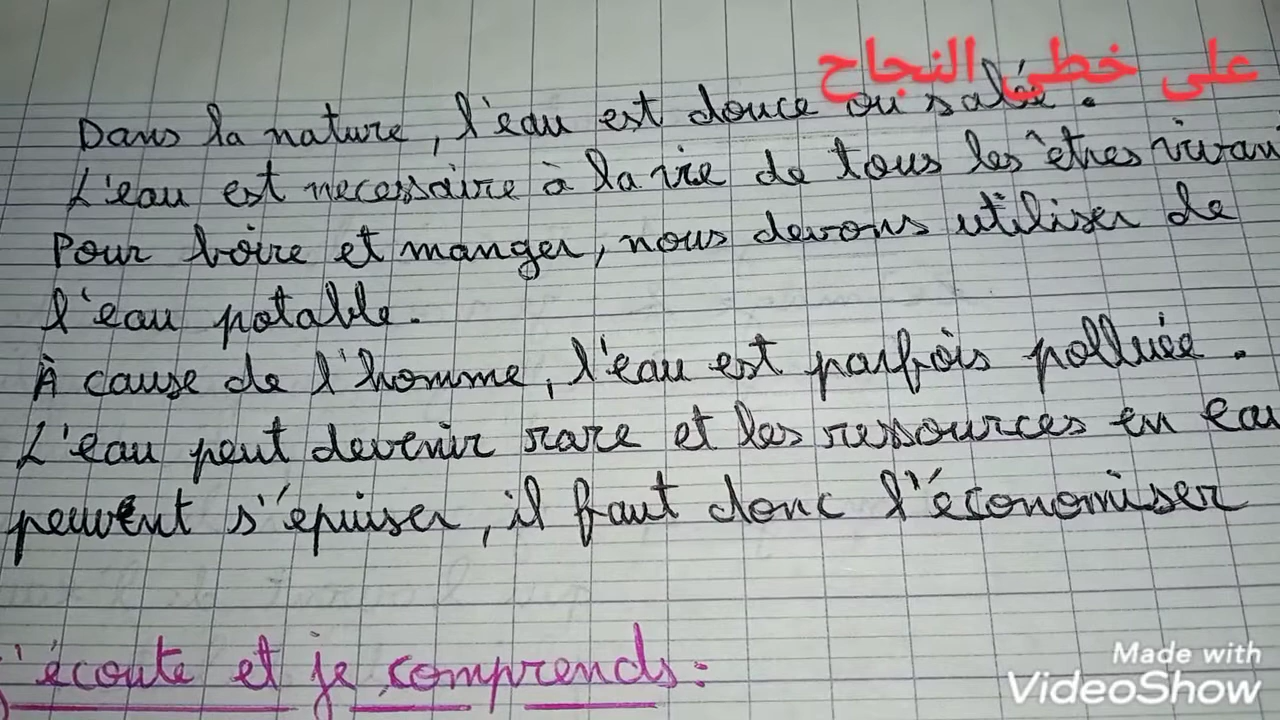 على خطى النجاح
Dans la nature, l'eau est douce ou salée.
L'eau est necessaire à la vie de tous les êtres vivan
Pour boire et manger, nous devons utiliser de
l'eau potable.
À cause de l'homme, l'eau est parfois polluée.
L'eau peut devenir rare et les ressources en eau
peuvent s'épuiser, il faut donc l'économiser
j'écoute et je comprends:
Made with
VideoShow